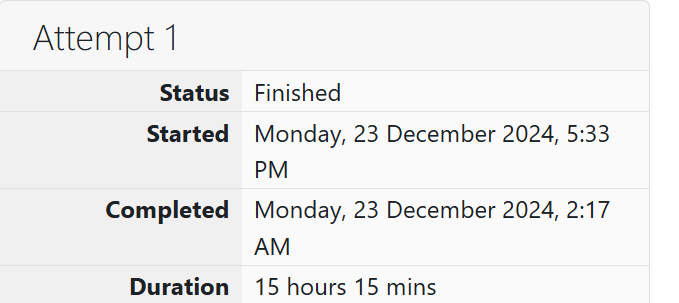 Attempt 1
Status Finished
Started Monday, 23 December 2024, 5:33
PM
Completed Monday, 23 December 2024, 2:17
AM
Duration 15 hours 15 mins